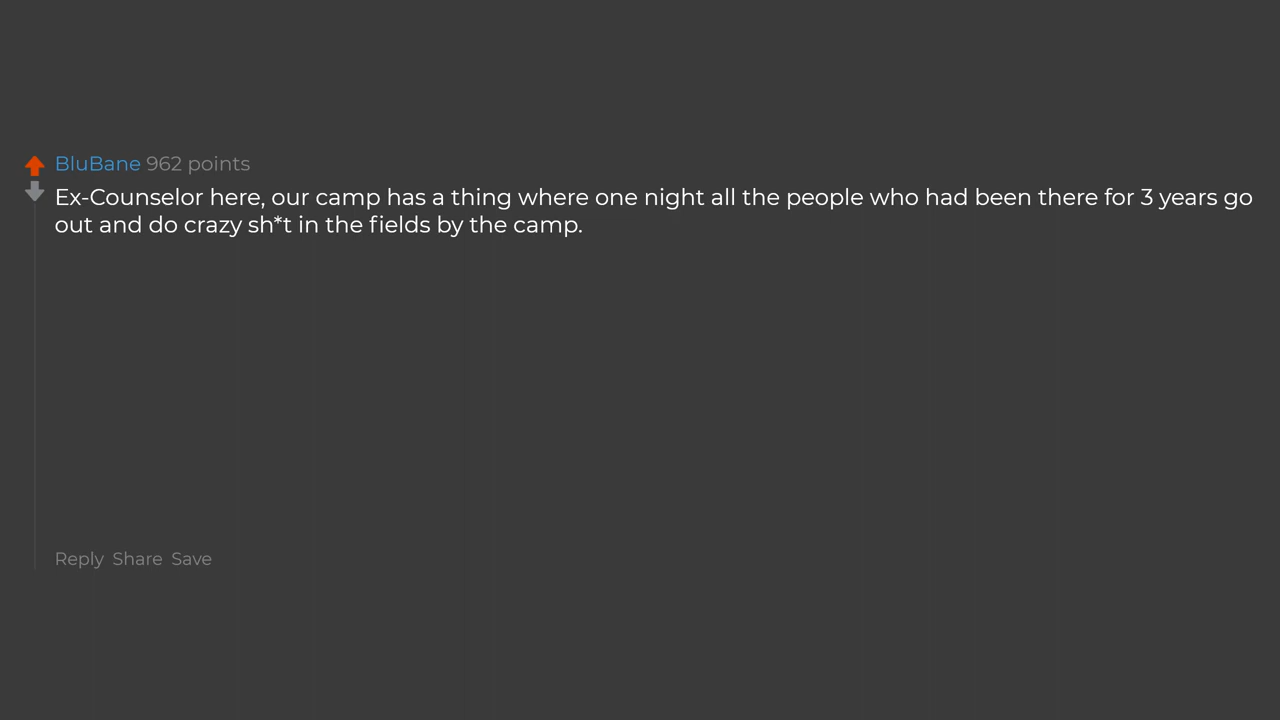 BluBane 962 points
Ex-Counselor here, our camp has a thing where one night all the people who had been there for 3 years go
out and do crazy sh*t in the fields by the camp.
Reply Share Save